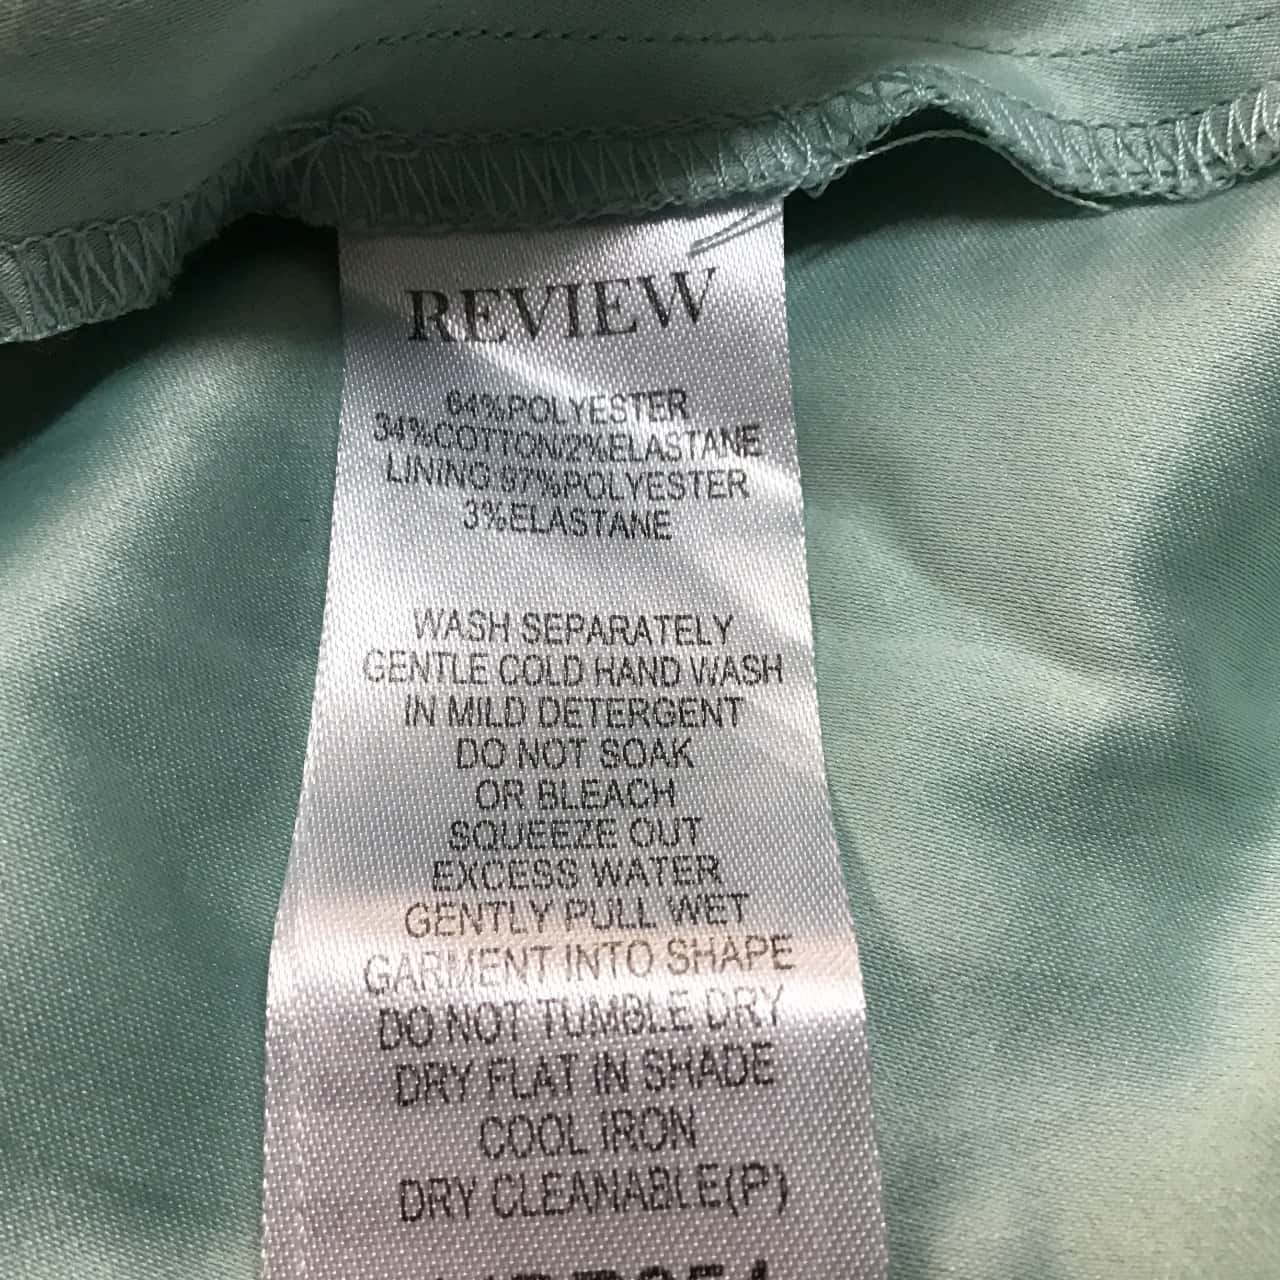 REVIEW
64%POLYESTER
34%COTTON/2%ELASTANE
LINING:97%POLYESTER
3%ELASTANE
WASH SEPARATELY
GENTLE COLD HAND WASH
IN MILD DETERGENT
DO NOT SOAK
OR BLEACH
SQUEEZE OUT
EXCESS WATER
GENTLY PULL WET
GARMENT INTO SHAPE
DO NOT TUMBLE DRY
DRY FLAT IN SHADE
COOL IRON
DRY CLEANABLE(P)